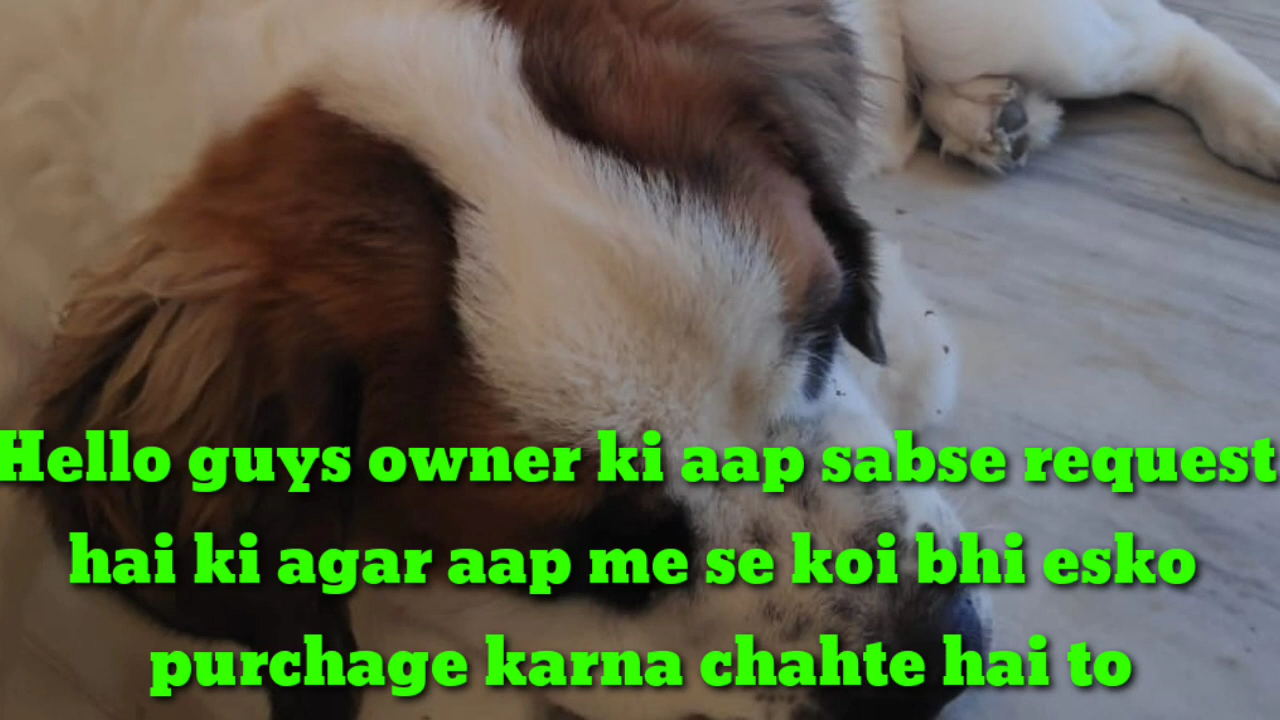 Hello guys owner ki aap sabse request
hai ki agar aap me se koi bhi esko
purchage karna chahte hai to